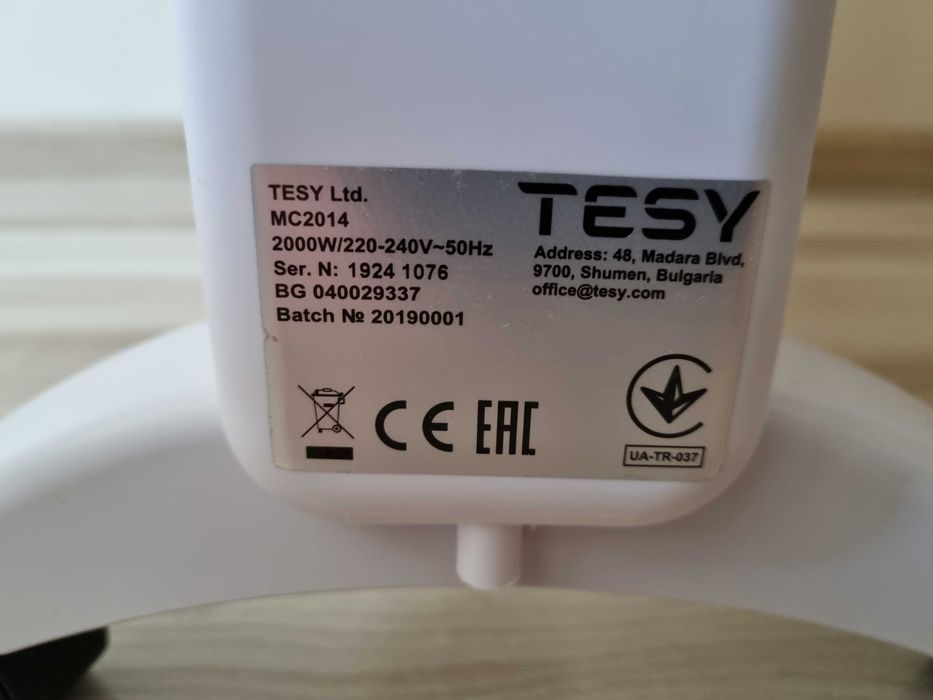 TESY Ltd.
MC2014
2000W/220-240V~50Hz
Ser. N: 1924 1076
BG 040029337
Batch № 20190001
TESY
Address: 48, Madara Blvd,
9700, Shumen, Bulgaria
office@tesy.com
CE EAC
UA-TR-037